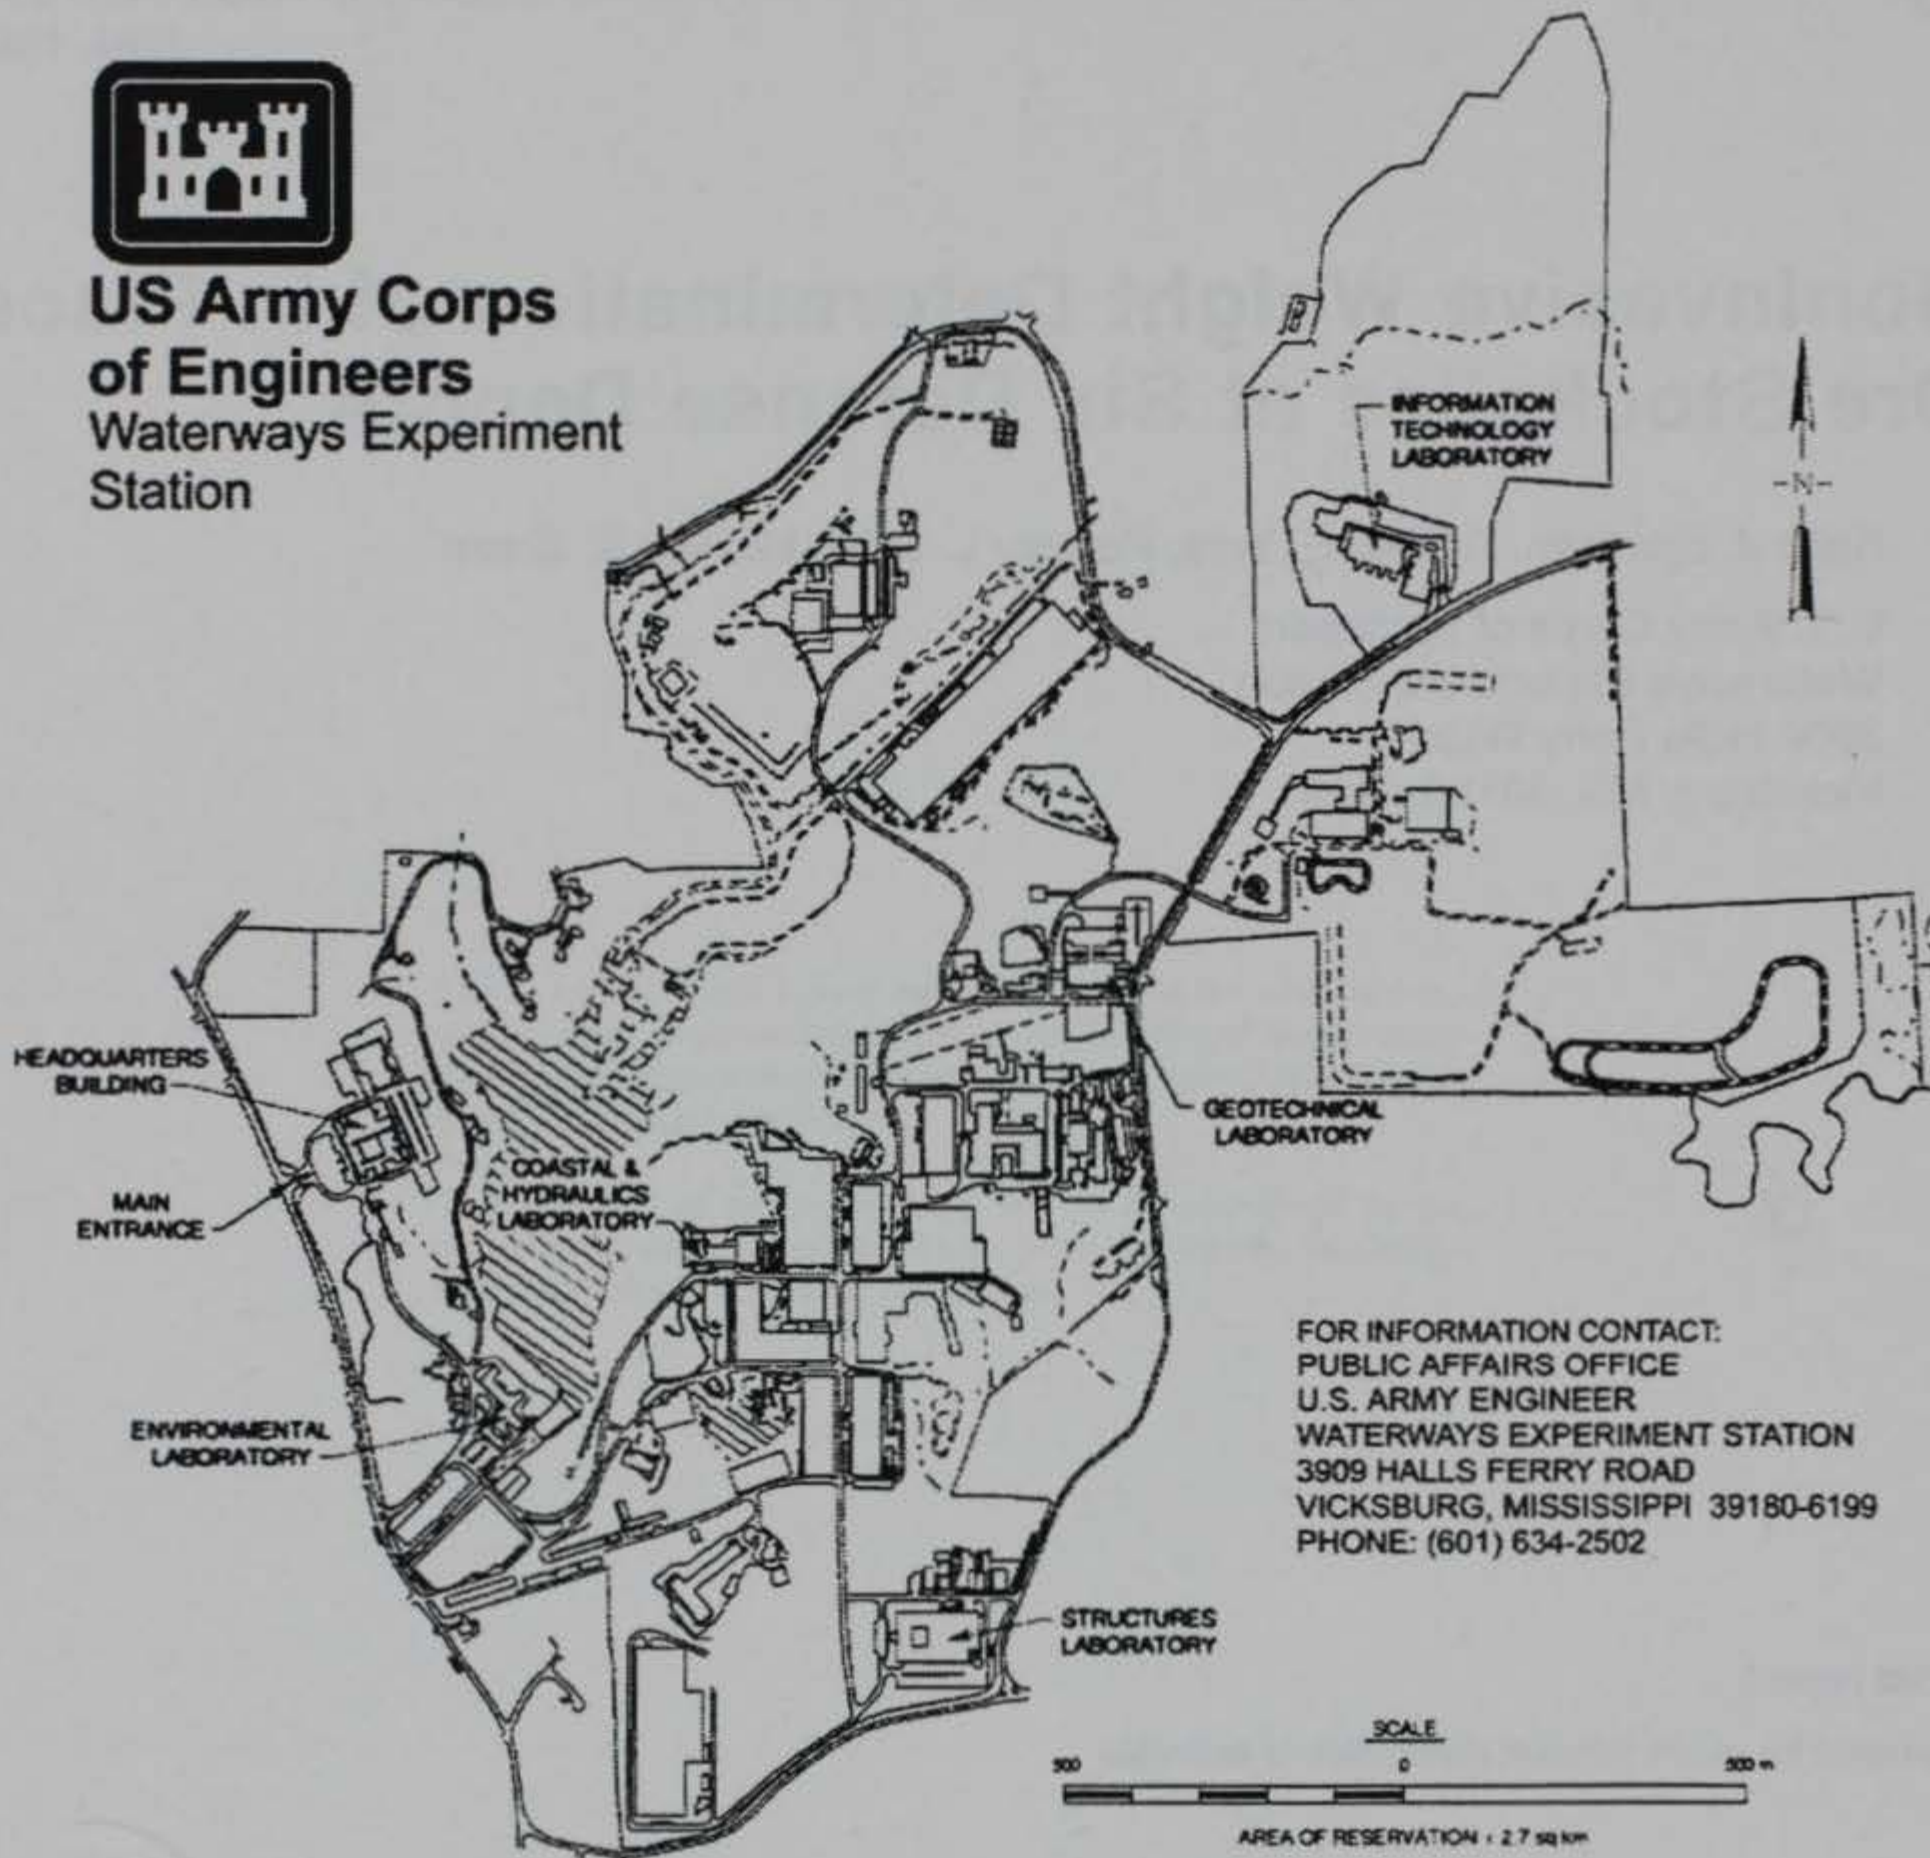 US Army Corps
of Engineers
Waterways Experiment
Station
INFORMATION
TECHNOLOGY
LABORATORY
-N-
HEADQUARTERS
BUILDING
MAIN
ENTRANCE
COASTAL &
HYDRAULICS
LABORATORY
GEOTECHNICAL
LABORATORY
ENVIRONMENTAL
LABORATORY
STRUCTURES
LABORATORY
FOR INFORMATION CONTACT:
PUBLIC AFFAIRS OFFICE
U.S. ARMY ENGINEER
WATERWAYS EXPERIMENT STATION
3909 HALLS FERRY ROAD
VICKSBURG, MISSISSIPPI 39180-6199
PHONE: (601) 634-2502
SCALE
500 0 500 m
AREA OF RESERVATION : 2.7 sq km